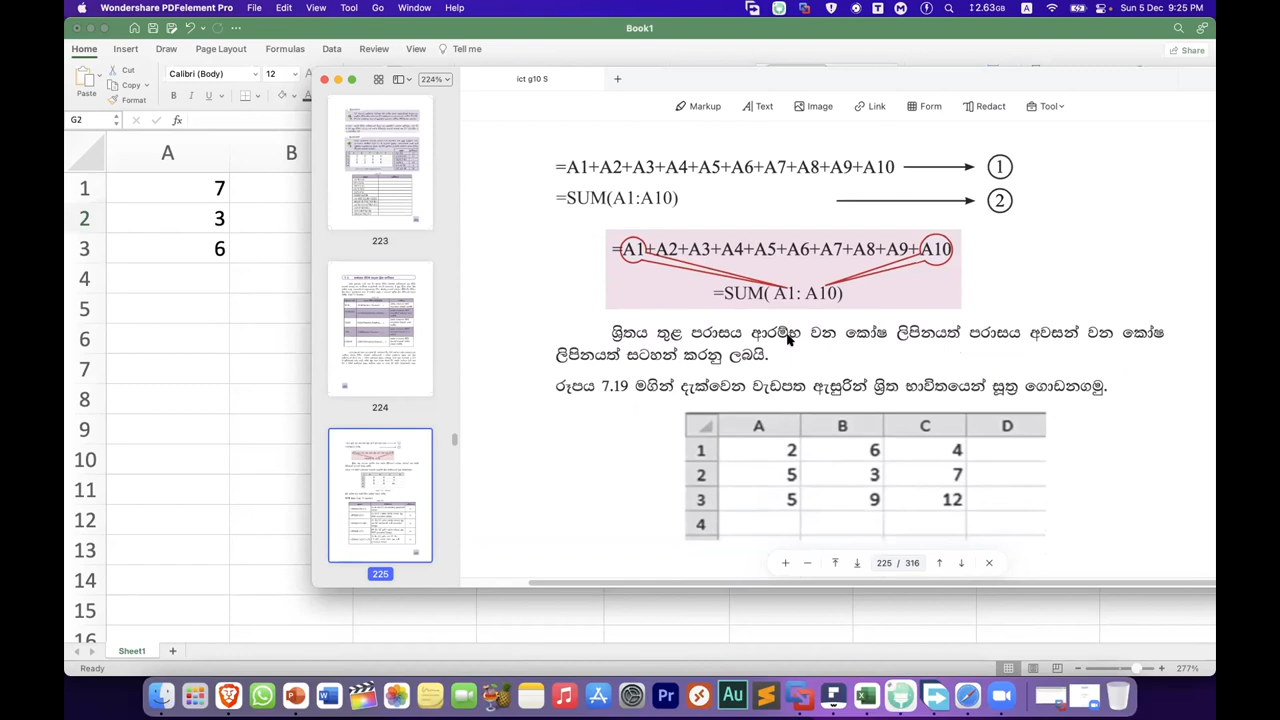 Wondershare PDFelement Pro File Edit View Tools Window Help 2.63GB A T M A Sun 5 Dec 9:25 PM
Book1
Home Insert Draw Page Layout Formulas Data Review View Tell me Share
Cut Calibri (Body) 12
Copy
Paste Format B I U
G2 fx
224% ict g10 S
Markup Text Image Link Form Redact Tool
A B
1 7
2 3
3 6
4
5
6
7
8
9
10
11
12
13
14
15
16
223
224
225
=A1+A2+A3+A4+A5+A6+A7+A8+A9+A10 1
=SUM(A1:A10) 2
=A1+A2+A3+A4+A5+A6+A7+A8+A9+A10
=SUM( A1: A10)
ශ්‍රිතය තුළ පරාසය කෝෂ ලිපිනයත් පරාසය අවසන් වන කෝෂ
ලිපිනයත් සටහන් කරනු ලබයි.
රූපය 7.19 මගින් දැක්වෙන වැඩපත ඇසුරින් ශ්‍රිත භාවිතයෙන් සූත්‍ර ගොඩනගමු.
A B C D
1 2 6 4
2 5 3 7
3 5 9 12
4
225 / 316
Sheet1
Ready 277%
Pr Au